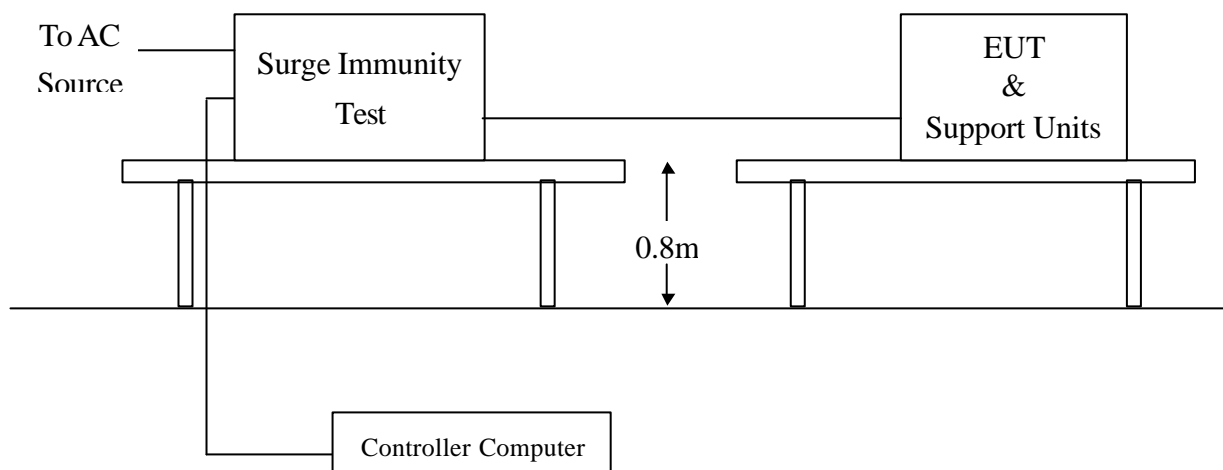 To AC
Source
Surge Immunity
Test
EUT
&
Support Units
0.8m
Controller Computer